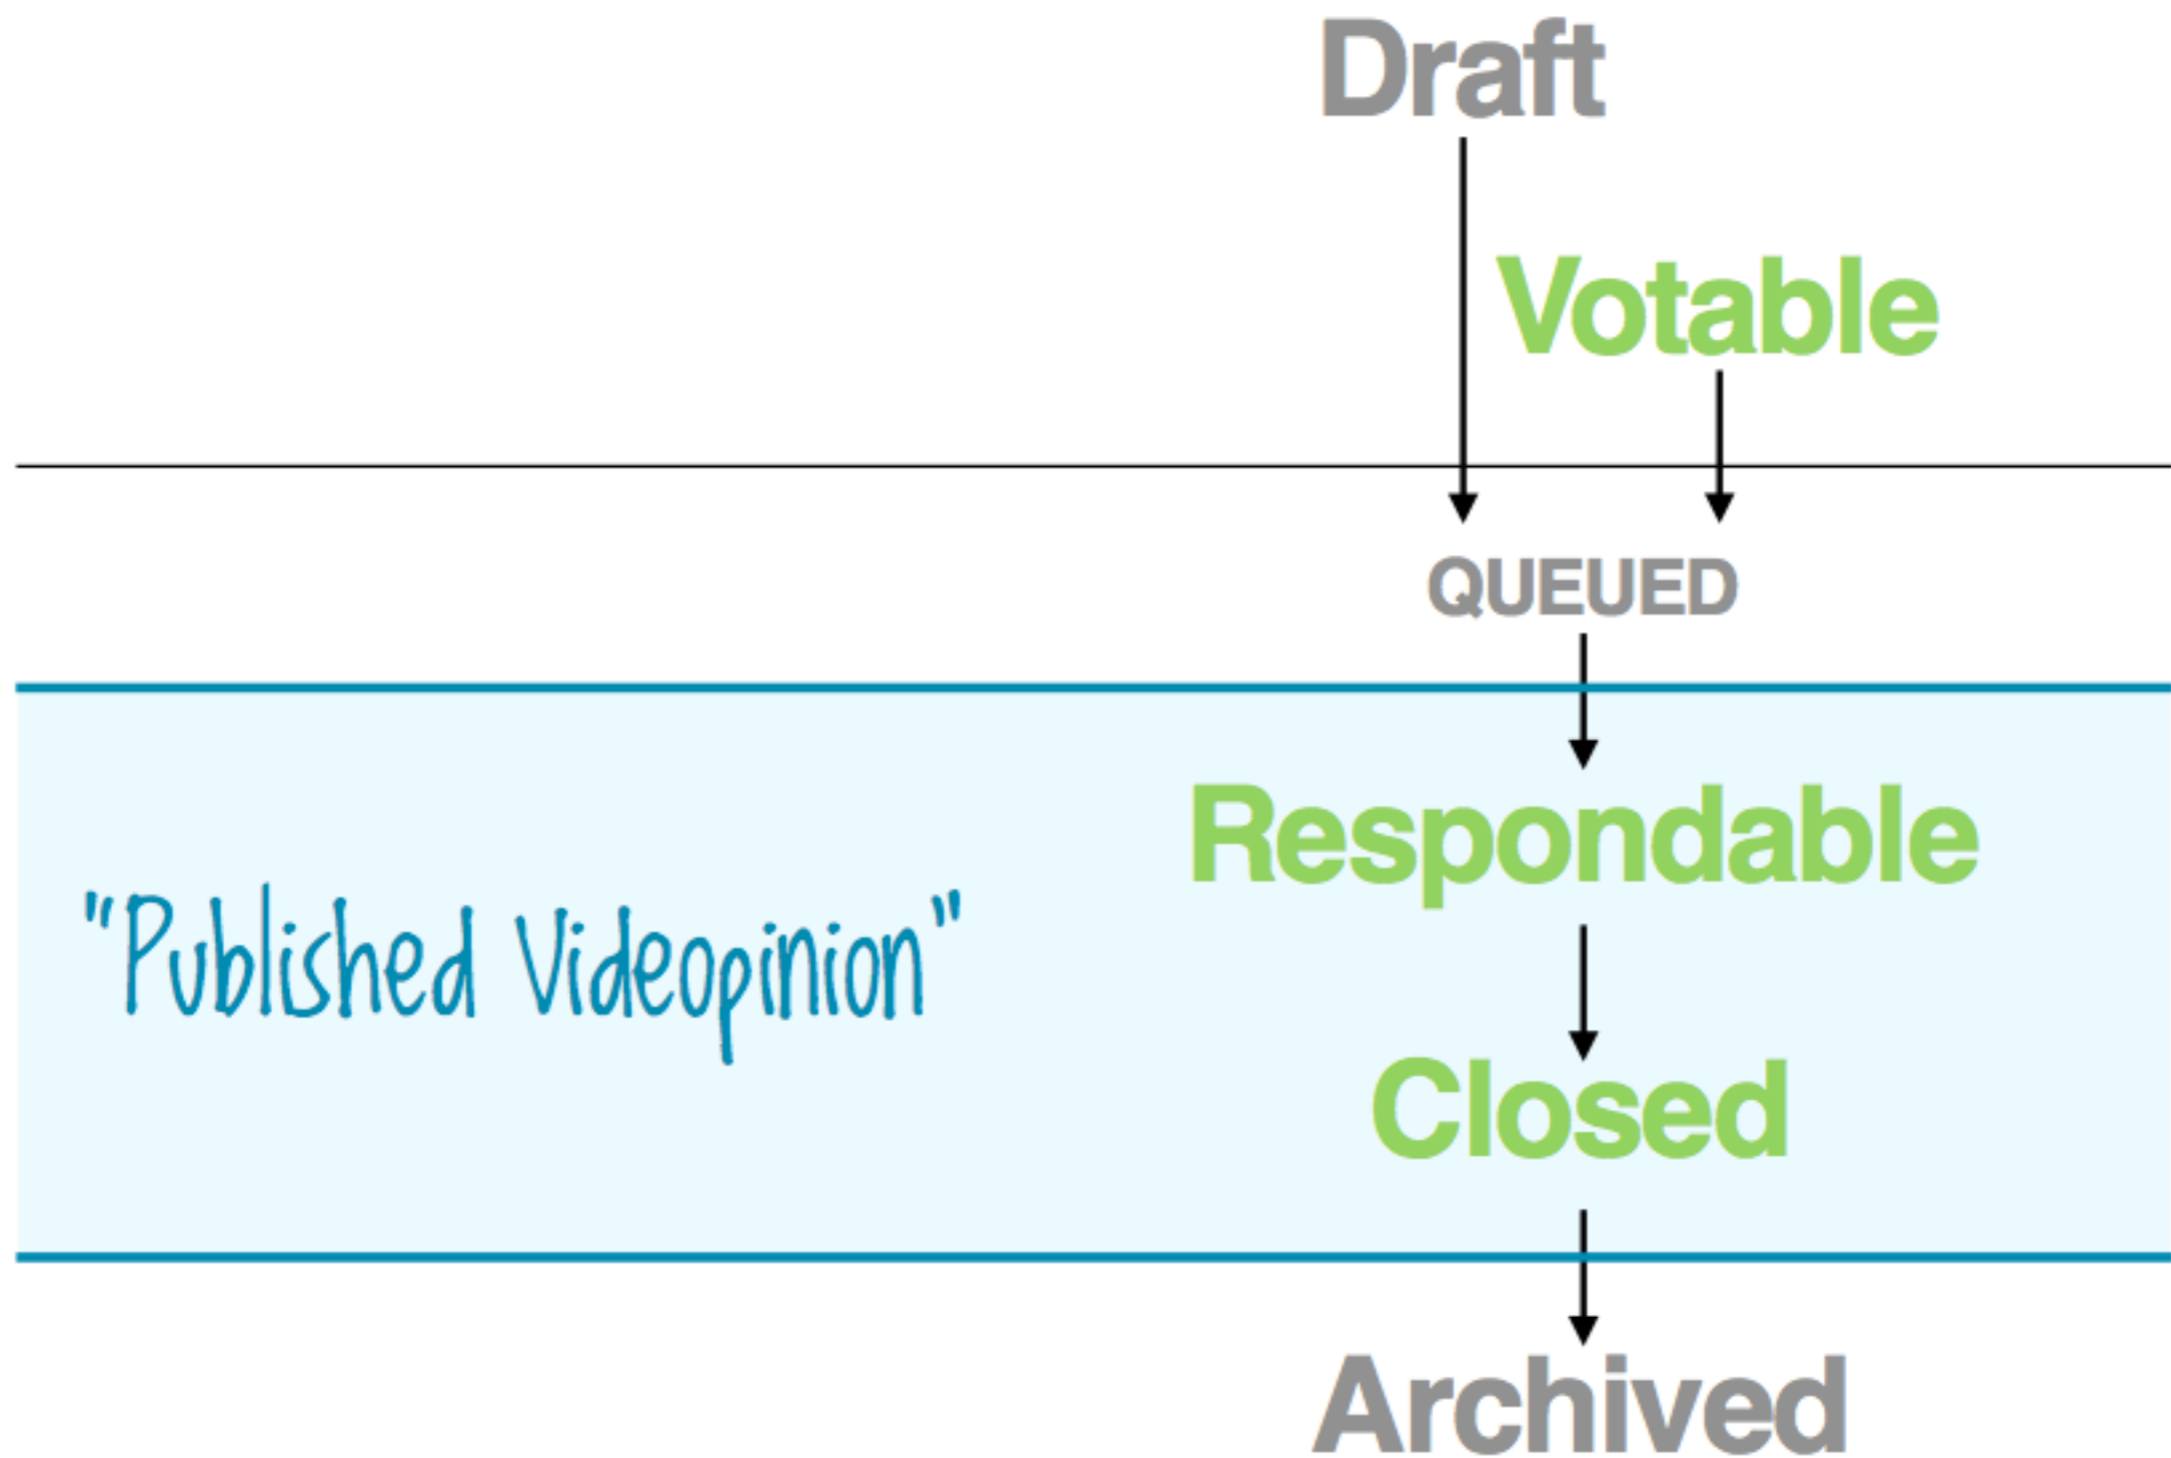 Draft
Votable
QUEUED
Respondable
"Published Videopinion"
Closed
Archived